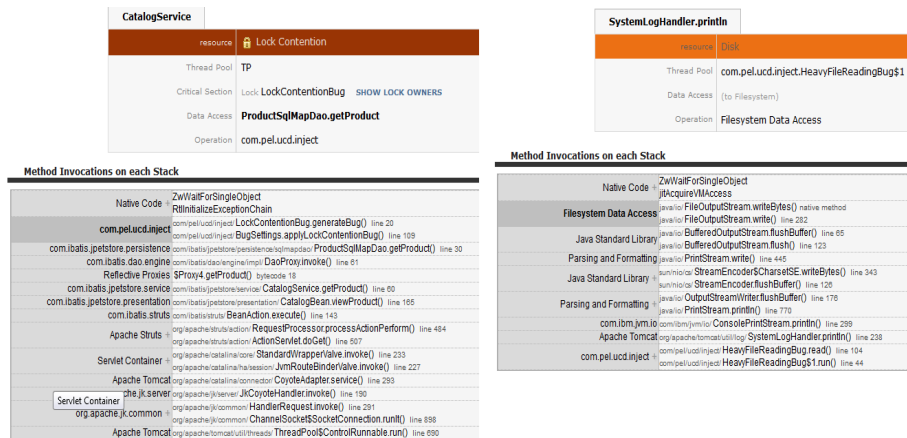 CatalogService
resource Lock Contention
Thread Pool TP
Critical Section Lock LockContentionBug SHOW LOCK OWNERS
Data Access ProductSqlMapDao.getProduct
Operation com.pel.ucd.inject
Method Invocations on each Stack
Native Code + ZwWaitForSingleObject
RtlInitializeExceptionChain
com.pel.ucd.inject com/pel/ucd/inject/ LockContentionBug.generateBug() line 20
com/pel/ucd/inject/ BugSettings.applyLockContentionBug() line 109
com.ibatis.jpetstore.persistence com/ibatis/jpetstore/persistence/sqlmapdao/ ProductSqlMapDao.getProduct() line 30
com.ibatis.dao.engine com/ibatis/dao/engine/impl/ DaoProxy.invoke() line 61
Reflective Proxies $Proxy4.getProduct() bytecode 18
com.ibatis.jpetstore.service com/ibatis/jpetstore/service/ CatalogService.getProduct() line 60
com.ibatis.jpetstore.presentation com/ibatis/jpetstore/presentation/ CatalogBean.viewProduct() line 165
com.ibatis.struts com/ibatis/struts/ BeanAction.execute() line 143
Apache Struts + org/apache/struts/action/ RequestProcessor.processActionPerform() line 484
org/apache/struts/action/ ActionServlet.doGet() line 507
Servlet Container + org/apache/catalina/core/ StandardWrapperValve.invoke() line 233
org/apache/catalina/ha/session/ JvmRouteBinderValve.invoke() line 227
Apache Tomcat org/apache/catalina/connector/ CoyoteAdapter.service() line 293
che.jk.server org/apache/jk/server/ JkCoyoteHandler.invoke() line 190
Servlet Container
org.apache.jk.common + org/apache/jk/common/ HandlerRequest.invoke() line 291
org/apache/jk/common/ ChannelSocket$SocketConnection.runIt() line 898
Apache Tomcat org/apache/tomcat/util/threads/ ThreadPool$ControlRunnable.run() line 690
SystemLogHandler.println
resource Disk
Thread Pool com.pel.ucd.inject.HeavyFileReadingBug$1
Data Access (to Filesystem)
Operation Filesystem Data Access
Method Invocations on each Stack
Native Code + ZwWaitForSingleObject
jitAcquireVMAccess
Filesystem Data Access java/io/ FileOutputStream.writeBytes() native method
java/io/ FileOutputStream.write() line 282
Java Standard Library java/io/ BufferedOutputStream.flushBuffer() line 65
java/io/ BufferedOutputStream.flush() line 123
Parsing and Formatting java/io/ PrintStream.write() line 445
Java Standard Library + sun/nio/cs/ StreamEncoder$CharsetSE.writeBytes() line 343
sun/nio/cs/ StreamEncoder.flushBuffer() line 126
Parsing and Formatting + java/io/ OutputStreamWriter.flushBuffer() line 176
java/io/ PrintStream.println() line 770
com.ibm.jvm.io com/ibm/jvm/io/ ConsolePrintStream.println() line 299
Apache Tomcat org/apache/tomcat/util/log/ SystemLogHandler.println() line 238
com.pel.ucd.inject + com/pel/ucd/inject/ HeavyFileReadingBug.read() line 104
com/pel/ucd/inject/ HeavyFileReadingBug$1.run() line 44